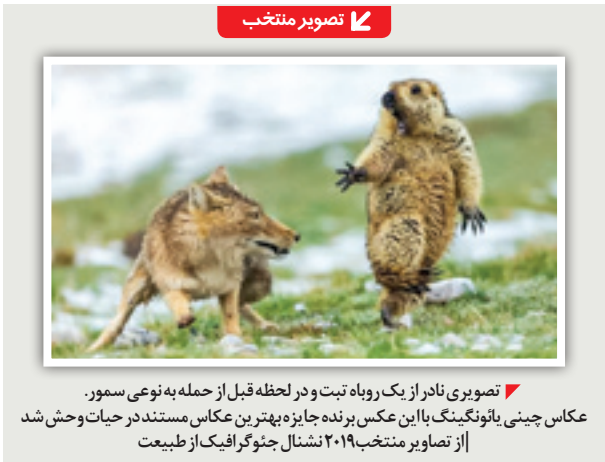 تصویر منتخب
تصویری نادر از یک روباه تبت و در لحظه قبل از حمله به نوعی سمور.
عکاس چینی یائونگینگ با این عکس برنده جایزه بهترین عکاس مستند در حیات وحش شد
|از تصاویر منتخب ۲۰۱۹ نشنال جئوگرافیک از طبیعت